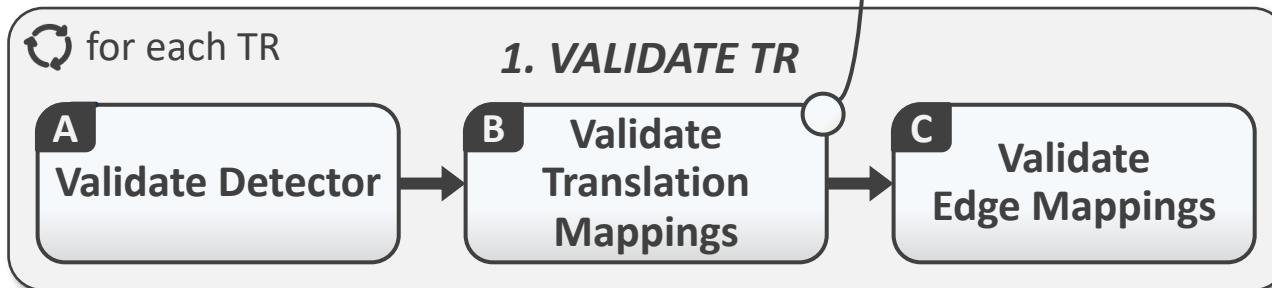 for each TR
1. VALIDATE TR
A
Validate Detector
B
Validate
Translation
Mappings
C
Validate
Edge Mappings